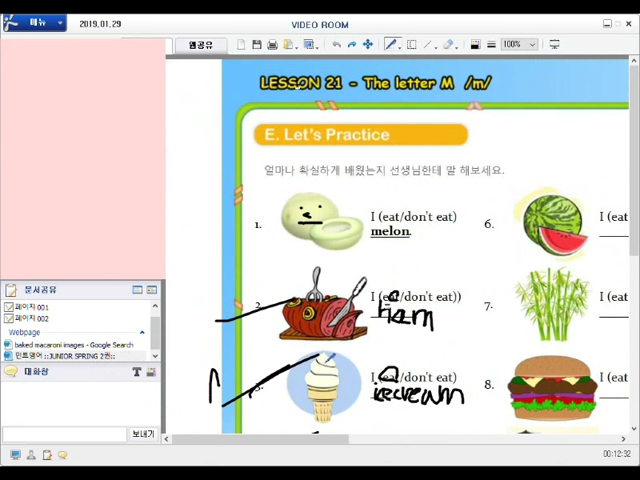 메뉴
2019,01,29
VIDEO ROOM
웹공유
100%
LESSON 21 - The letter M /m/
E. Let's Practice
얼마나 확실하게 배웠는지 선생님한테 말 해보세요.
1.
I (eat/don't eat)
melon.
6.
I (eat
2.
I (eat/don't eat))
Ham
7.
I (eat
3.
I (eat/don't eat)
icecream
8.
I (eat
문서공유
페이지 001
페이지 002
Webpage
baked macaroni images - Google Search
민트영어 ::JUNIOR SPRING 2권::
대화창
보내기
00:12:32